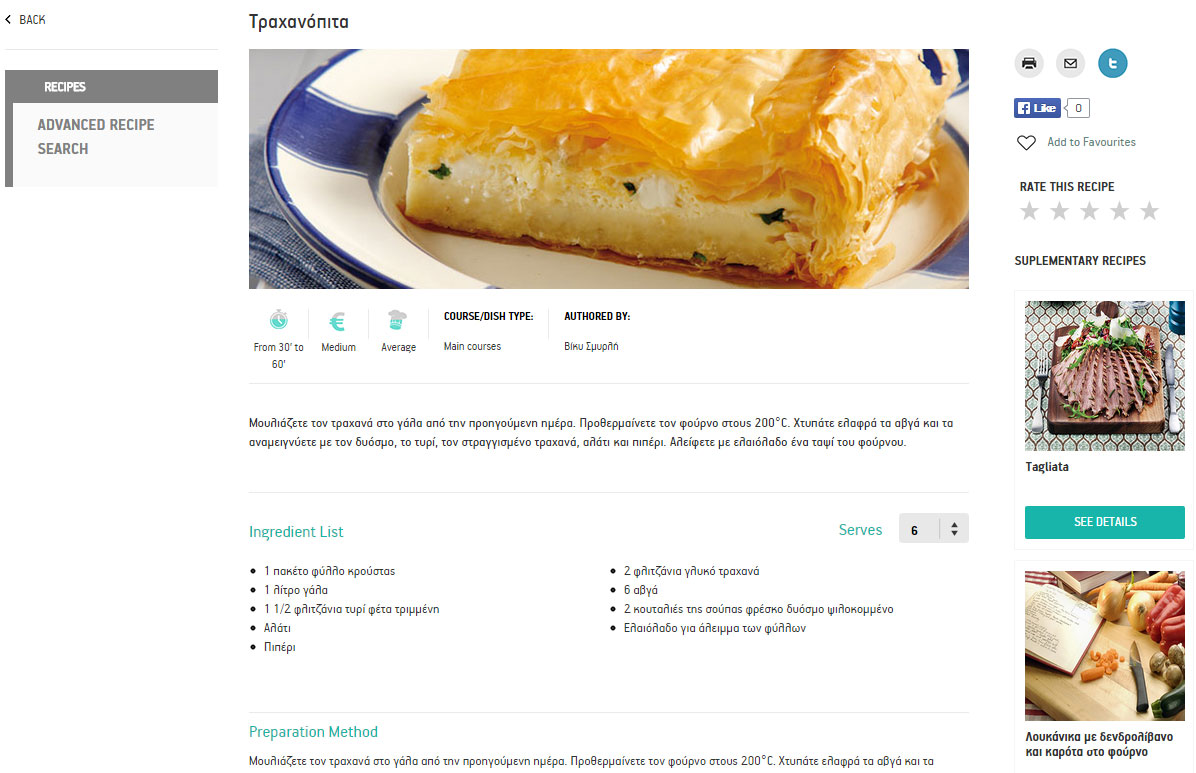 BACK
RECIPES
ADVANCED RECIPE
SEARCH
Τραχανόπιτα
From 30' to
60'
Medium
Average
COURSE/DISH TYPE:
Main courses
AUTHORED BY:
Βίκυ Σμυρλή
Μουλιάζετε τον τραχανά στο γάλα από την προηγούμενη ημέρα. Προθερμαίνετε τον φούρνο στους 200°C. Χτυπάτε ελαφρά τα αβγά και τα
αναμειγνύετε με τον δυόσμο, το τυρί, τον στραγγισμένο τραχανά, αλάτι και πιπέρι. Αλείφετε με ελαιόλαδο ένα ταψί του φούρνου.
Ingredient List
Serves 6
1 πακέτο φύλλο κρούστας
1 λίτρο γάλα
1 1/2 φλιτζάνια τυρί φέτα τριμμένη
Αλάτι
Πιπέρι
2 φλιτζάνια γλυκό τραχανά
6 αβγά
2 κουταλιές της σούπας φρέσκο δυόσμο ψιλοκομμένο
Ελαιόλαδο για άλειμμα των φύλλων
Preparation Method
Μουλιάζετε τον τραχανά στο γάλα από την προηγούμενη ημέρα. Προθερμαίνετε τον φούρνο στους 200°C. Χτυπάτε ελαφρά τα αβγά και τα
Like 0
Add to Favourites
RATE THIS RECIPE
SUPLEMENTARY RECIPES
Tagliata
SEE DETAILS
Λουκάνικα με δενδρολίβανο
και καρότα στο φούρνο